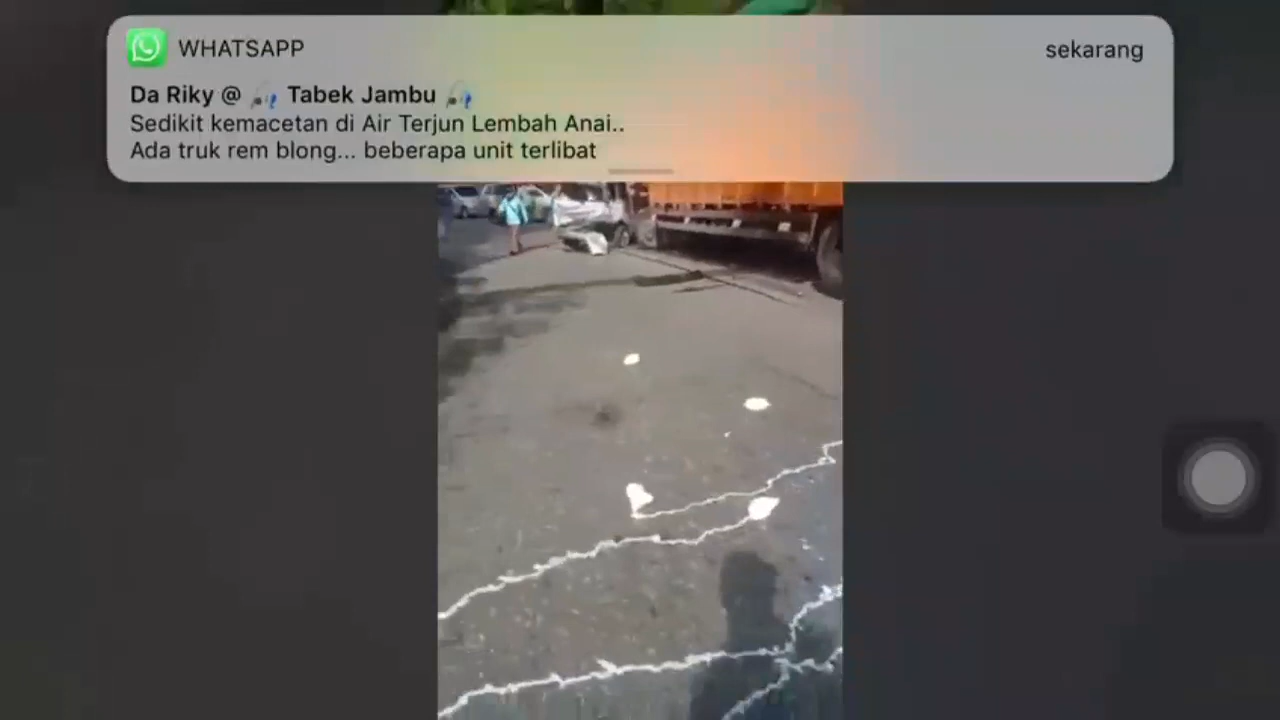 WHATSAPP
sekarang
Da Riky @ 🎣 Tabek Jambu 🎣
Sedikit kemacetan di Air Terjun Lembah Anai..
Ada truk rem blong... beberapa unit terlibat